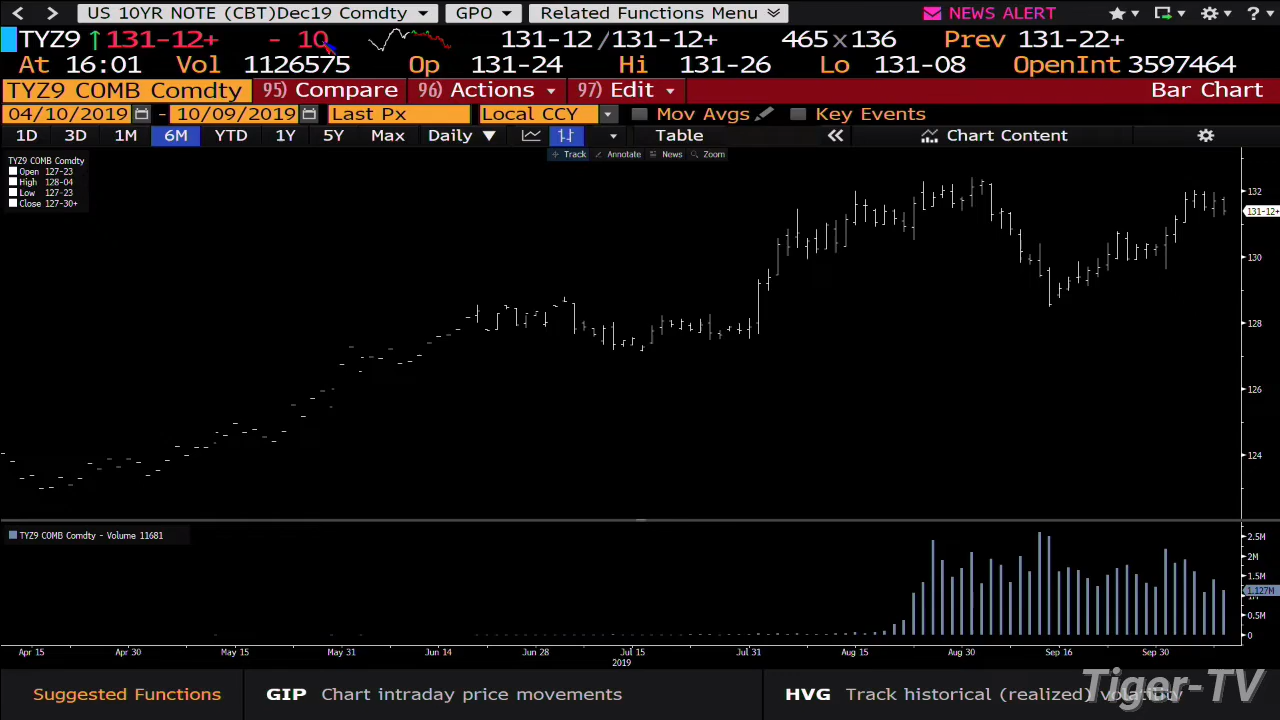 US 10YR NOTE (CBT)Dec19 Comdty GPO Related Functions Menu NEWS ALERT ?
TYZ9 ↑131-12+ - 10 131-12/131-12+ 465x136 Prev 131-22+
At 16:01 Vol 1126575 Op 131-24 Hi 131-26 Lo 131-08 OpenInt 3597464
TYZ9 COMB Comdty 95) Compare 96) Actions 97) Edit Bar Chart
04/10/2019 - 10/09/2019 Last Px Local CCY Mov Avgs Key Events
1D 3D 1M 6M YTD 1Y 5Y Max Daily ▼ Table « Chart Content
Track Annotate News Zoom
TYZ9 COMB Comdty
Open 127-23
High 128-04
Low 127-23
Close 127-30+
132
131-12+
130
128
126
124
TYZ9 COMB Comdty - Volume 11681
2.5M
2M
1.5M
1.127M
0.5M
0
Apr 15 Apr 30 May 15 May 31 Jun 14 Jun 28 Jul 15 Jul 31 Aug 15 Aug 30 Sep 16 Sep 30
2019
Suggested Functions GIP Chart intraday price movements HVG Track historical (realized) volatility
Tiger-TV